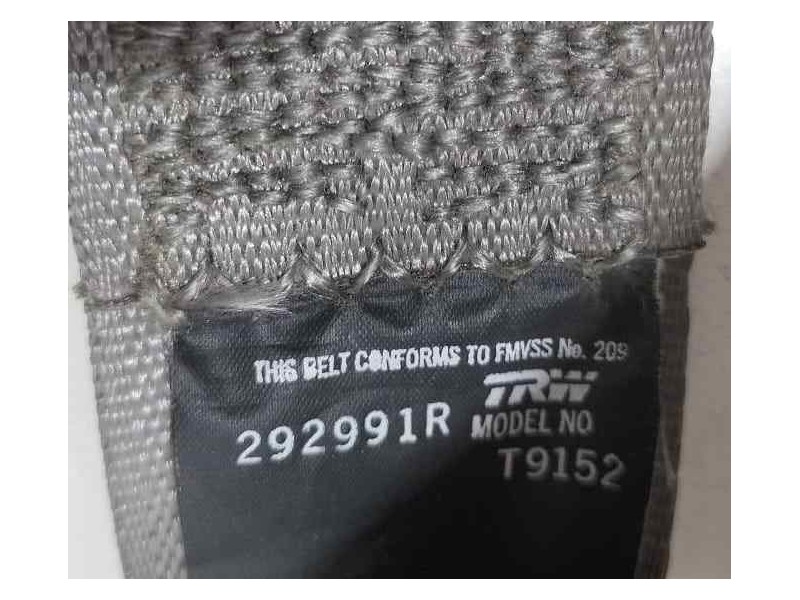 THIS BELT CONFORMS TO FMVSS No. 209
TRW
292991R MODEL NO
T9152